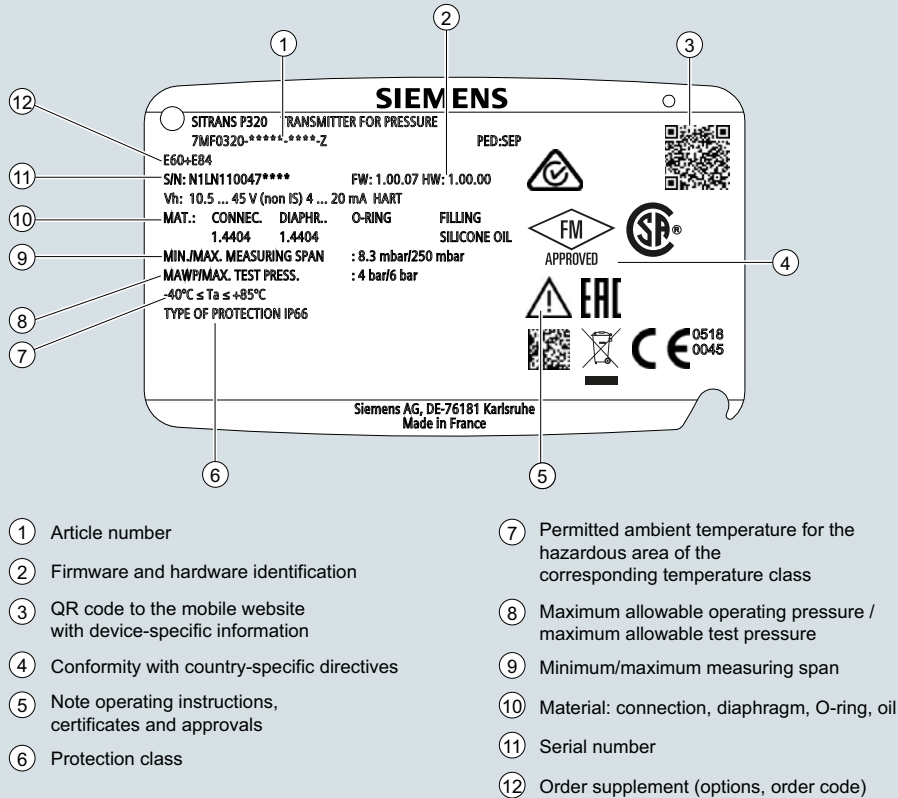 2
1
3
12
SIEMENS
SITRANS P320 TRANSMITTER FOR PRESSURE
7MF0320-*****-****-Z PED:SEP
E60+E84
11
S/N: N1LN110047**** FW: 1.00.07 HW: 1.00.00
Vh: 10.5 ... 45 V (non IS) 4 ... 20 mA HART
10
MAT.: CONNEC. DIAPHR.. O-RING FILLING
1.4404 1.4404 SILICONE OIL
FM
APPROVED
SP®
9
MIN./MAX. MEASURING SPAN : 8.3 mbar/250 mbar
4
8
MAWP/MAX. TEST PRESS. : 4 bar/6 bar
-40°C ≤ Ta ≤ +85°C
7
TYPE OF PROTECTION IP66
EAC
CE 0518
0045
Siemens AG, DE-76181 Karlsruhe
Made in France
6
5
1 Article number
2 Firmware and hardware identification
3 QR code to the mobile website
with device-specific information
4 Conformity with country-specific directives
5 Note operating instructions,
certificates and approvals
6 Protection class
7 Permitted ambient temperature for the
hazardous area of the
corresponding temperature class
8 Maximum allowable operating pressure /
maximum allowable test pressure
9 Minimum/maximum measuring span
10 Material: connection, diaphragm, O-ring, oil
11 Serial number
12 Order supplement (options, order code)